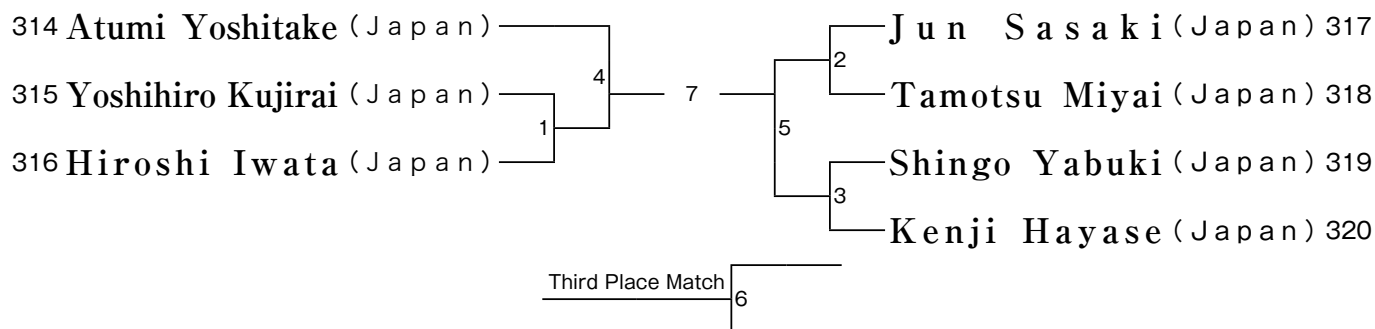 314 Atumi Yoshitake (Japan)
315 Yoshihiro Kujirai (Japan)
316 Hiroshi Iwata (Japan)
4
1
7
5
2
3
Jun Sasaki (Japan) 317
Tamotsu Miyai (Japan) 318
Shingo Yabuki (Japan) 319
Kenji Hayase (Japan) 320
Third Place Match
6